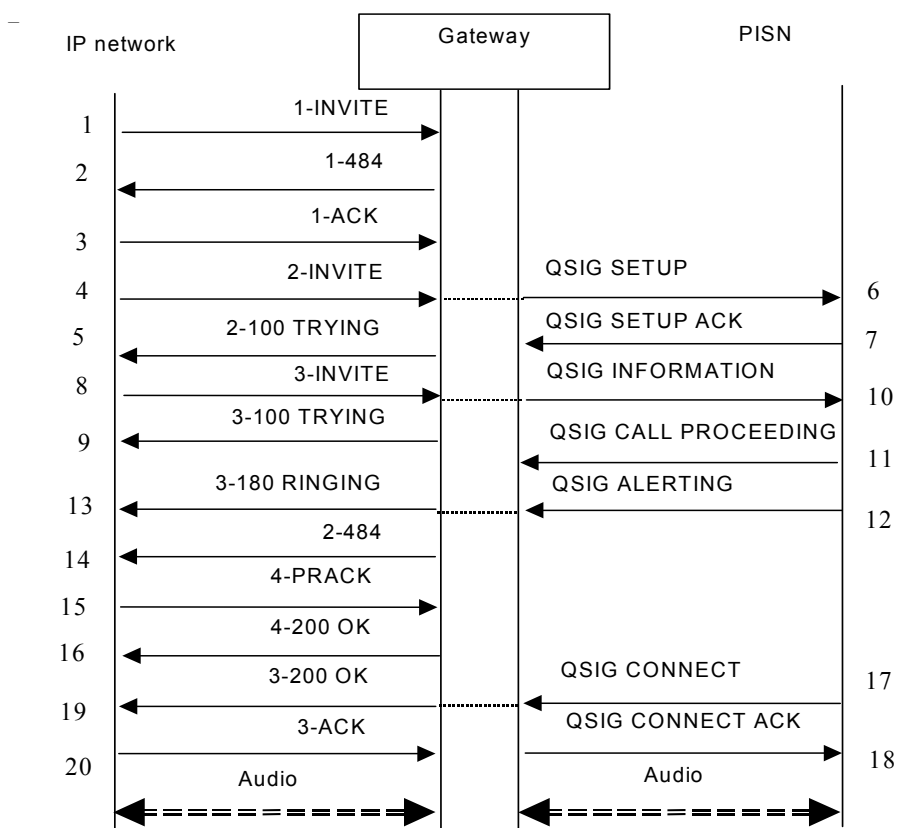 IP network
Gateway
PISN
1
1-INVITE
2
1-484
3
1-ACK
4
2-INVITE
QSIG SETUP
6
5
2-100 TRYING
QSIG SETUP ACK
7
8
3-INVITE
QSIG INFORMATION
10
9
3-100 TRYING
QSIG CALL PROCEEDING
11
13
3-180 RINGING
QSIG ALERTING
12
14
2-484
15
4-PRACK
16
4-200 OK
19
3-200 OK
QSIG CONNECT
17
20
3-ACK
QSIG CONNECT ACK
18
Audio
Audio